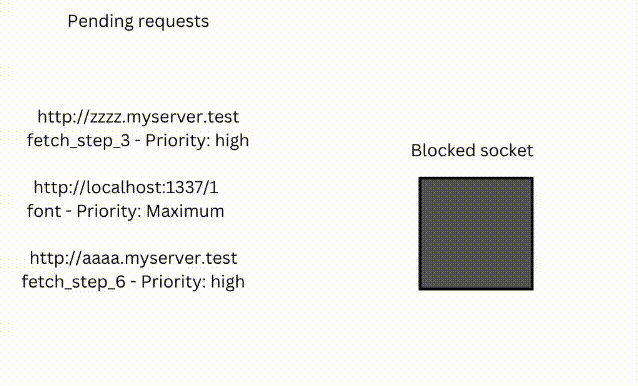 Pending requests
http://zzzz.myserver.test
fetch_step_3 - Priority: high
http://localhost:1337/1
font - Priority: Maximum
http://aaaa.myserver.test
fetch_step_6 - Priority: high
Blocked socket